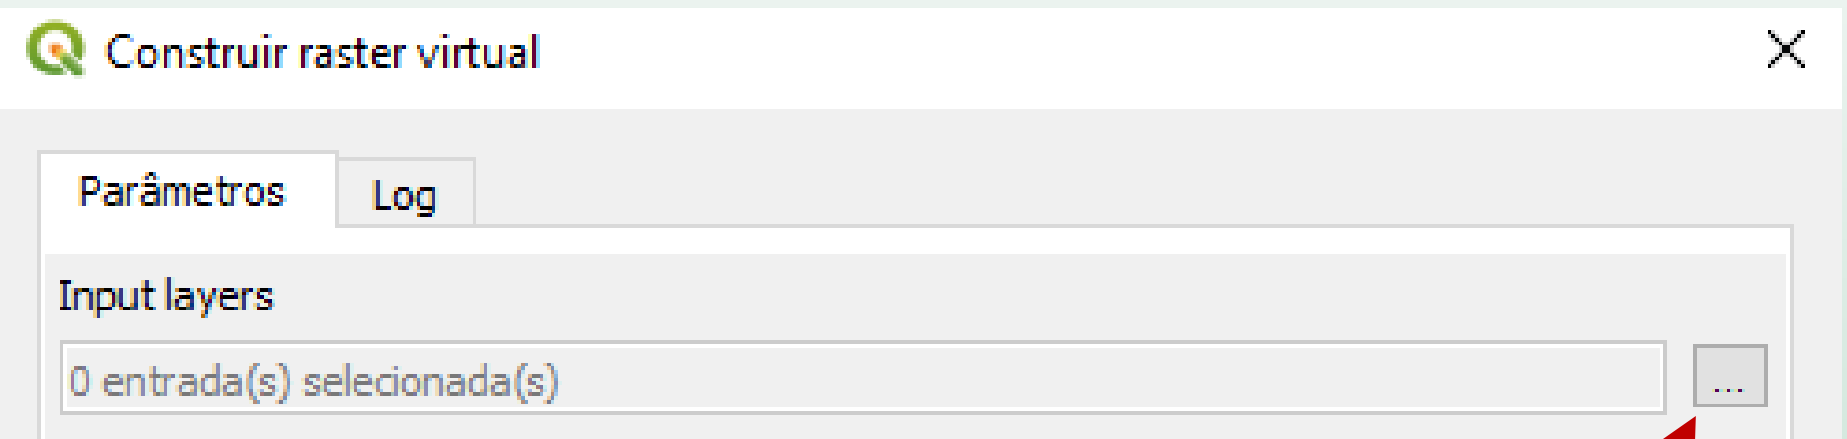 Construir raster virtual
Parâmetros
Log
Input layers
0 entrada(s) selecionada(s)
...